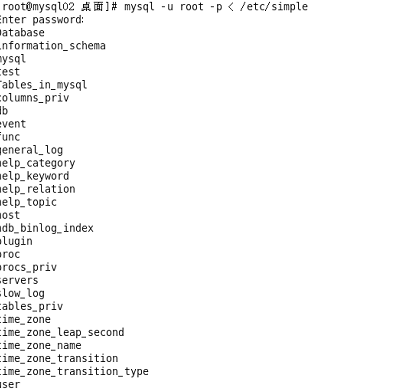 root@mysql02 桌面]# mysql -u root -p < /etc/simple
Enter password:
Database
information_schema
mysql
test
Tables_in_mysql
columns_priv
db
event
func
general_log
help_category
help_keyword
help_relation
help_topic
host
ndb_binlog_index
plugin
proc
procs_priv
servers
slow_log
tables_priv
time_zone
time_zone_leap_second
time_zone_name
time_zone_transition
time_zone_transition_type
user